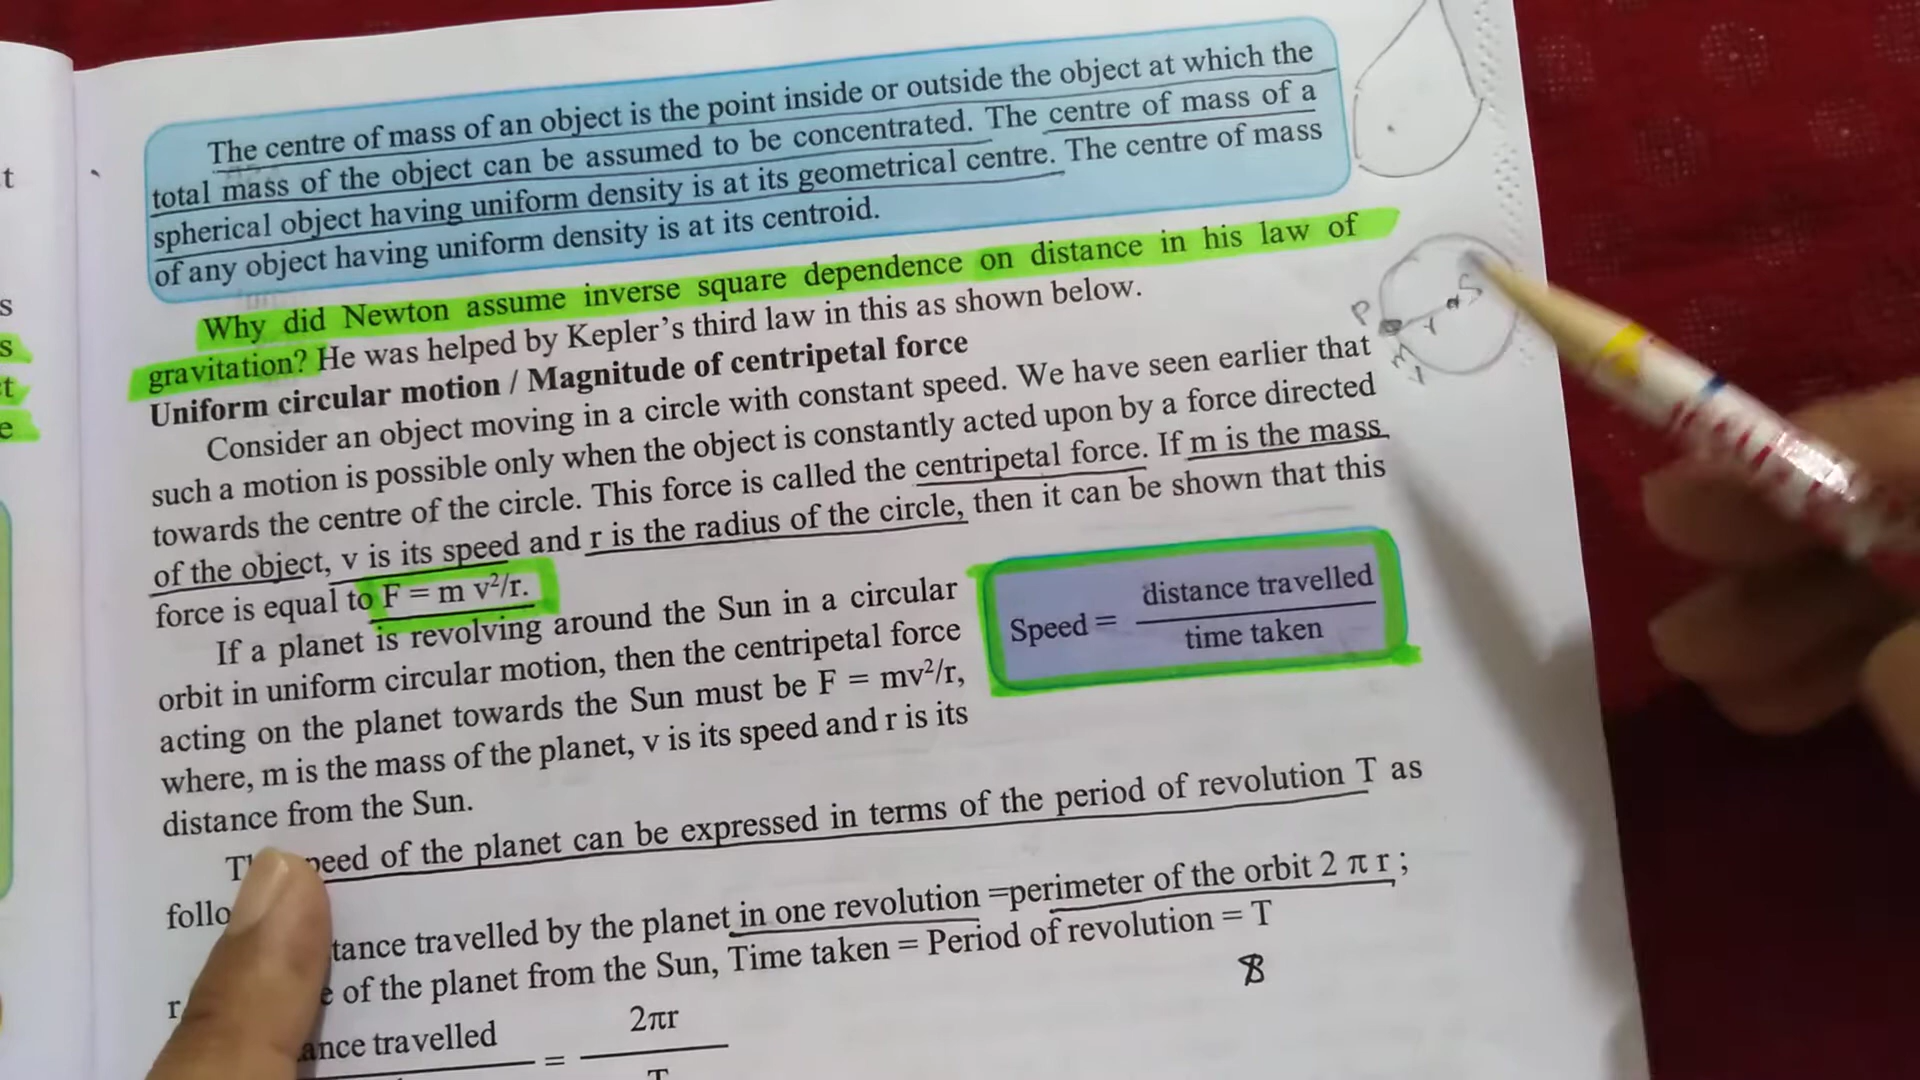 The centre of mass of an object is the point inside or outside the object at which the
total mass of the object can be assumed to be concentrated. The centre of mass of a
spherical object having uniform density is at its geometrical centre. The centre of mass
of any object having uniform density is at its centroid.
Why did Newton assume inverse square dependence on distance in his law of
gravitation? He was helped by Kepler's third law in this as shown below.
Uniform circular motion / Magnitude of centripetal force
Consider an object moving in a circle with constant speed. We have seen earlier that
such a motion is possible only when the object is constantly acted upon by a force directed
towards the centre of the circle. This force is called the centripetal force. If m is the mass
of the object, v is its speed and r is the radius of the circle, then it can be shown that this
force is equal to F = m v²/r.
If a planet is revolving around the Sun in a circular
orbit in uniform circular motion, then the centripetal force
acting on the planet towards the Sun must be F = mv²/r,
where, m is the mass of the planet, v is its speed and r is its
distance from the Sun.
Speed = distance travelled
time taken
peed of the planet can be expressed in terms of the period of revolution T as
follo
tance travelled by the planet in one revolution =perimeter of the orbit 2 π r ;
r
e of the planet from the Sun, Time taken = Period of revolution = T
ance travelled = 2πr
T
P
S
r
m
t
s
s
t
e